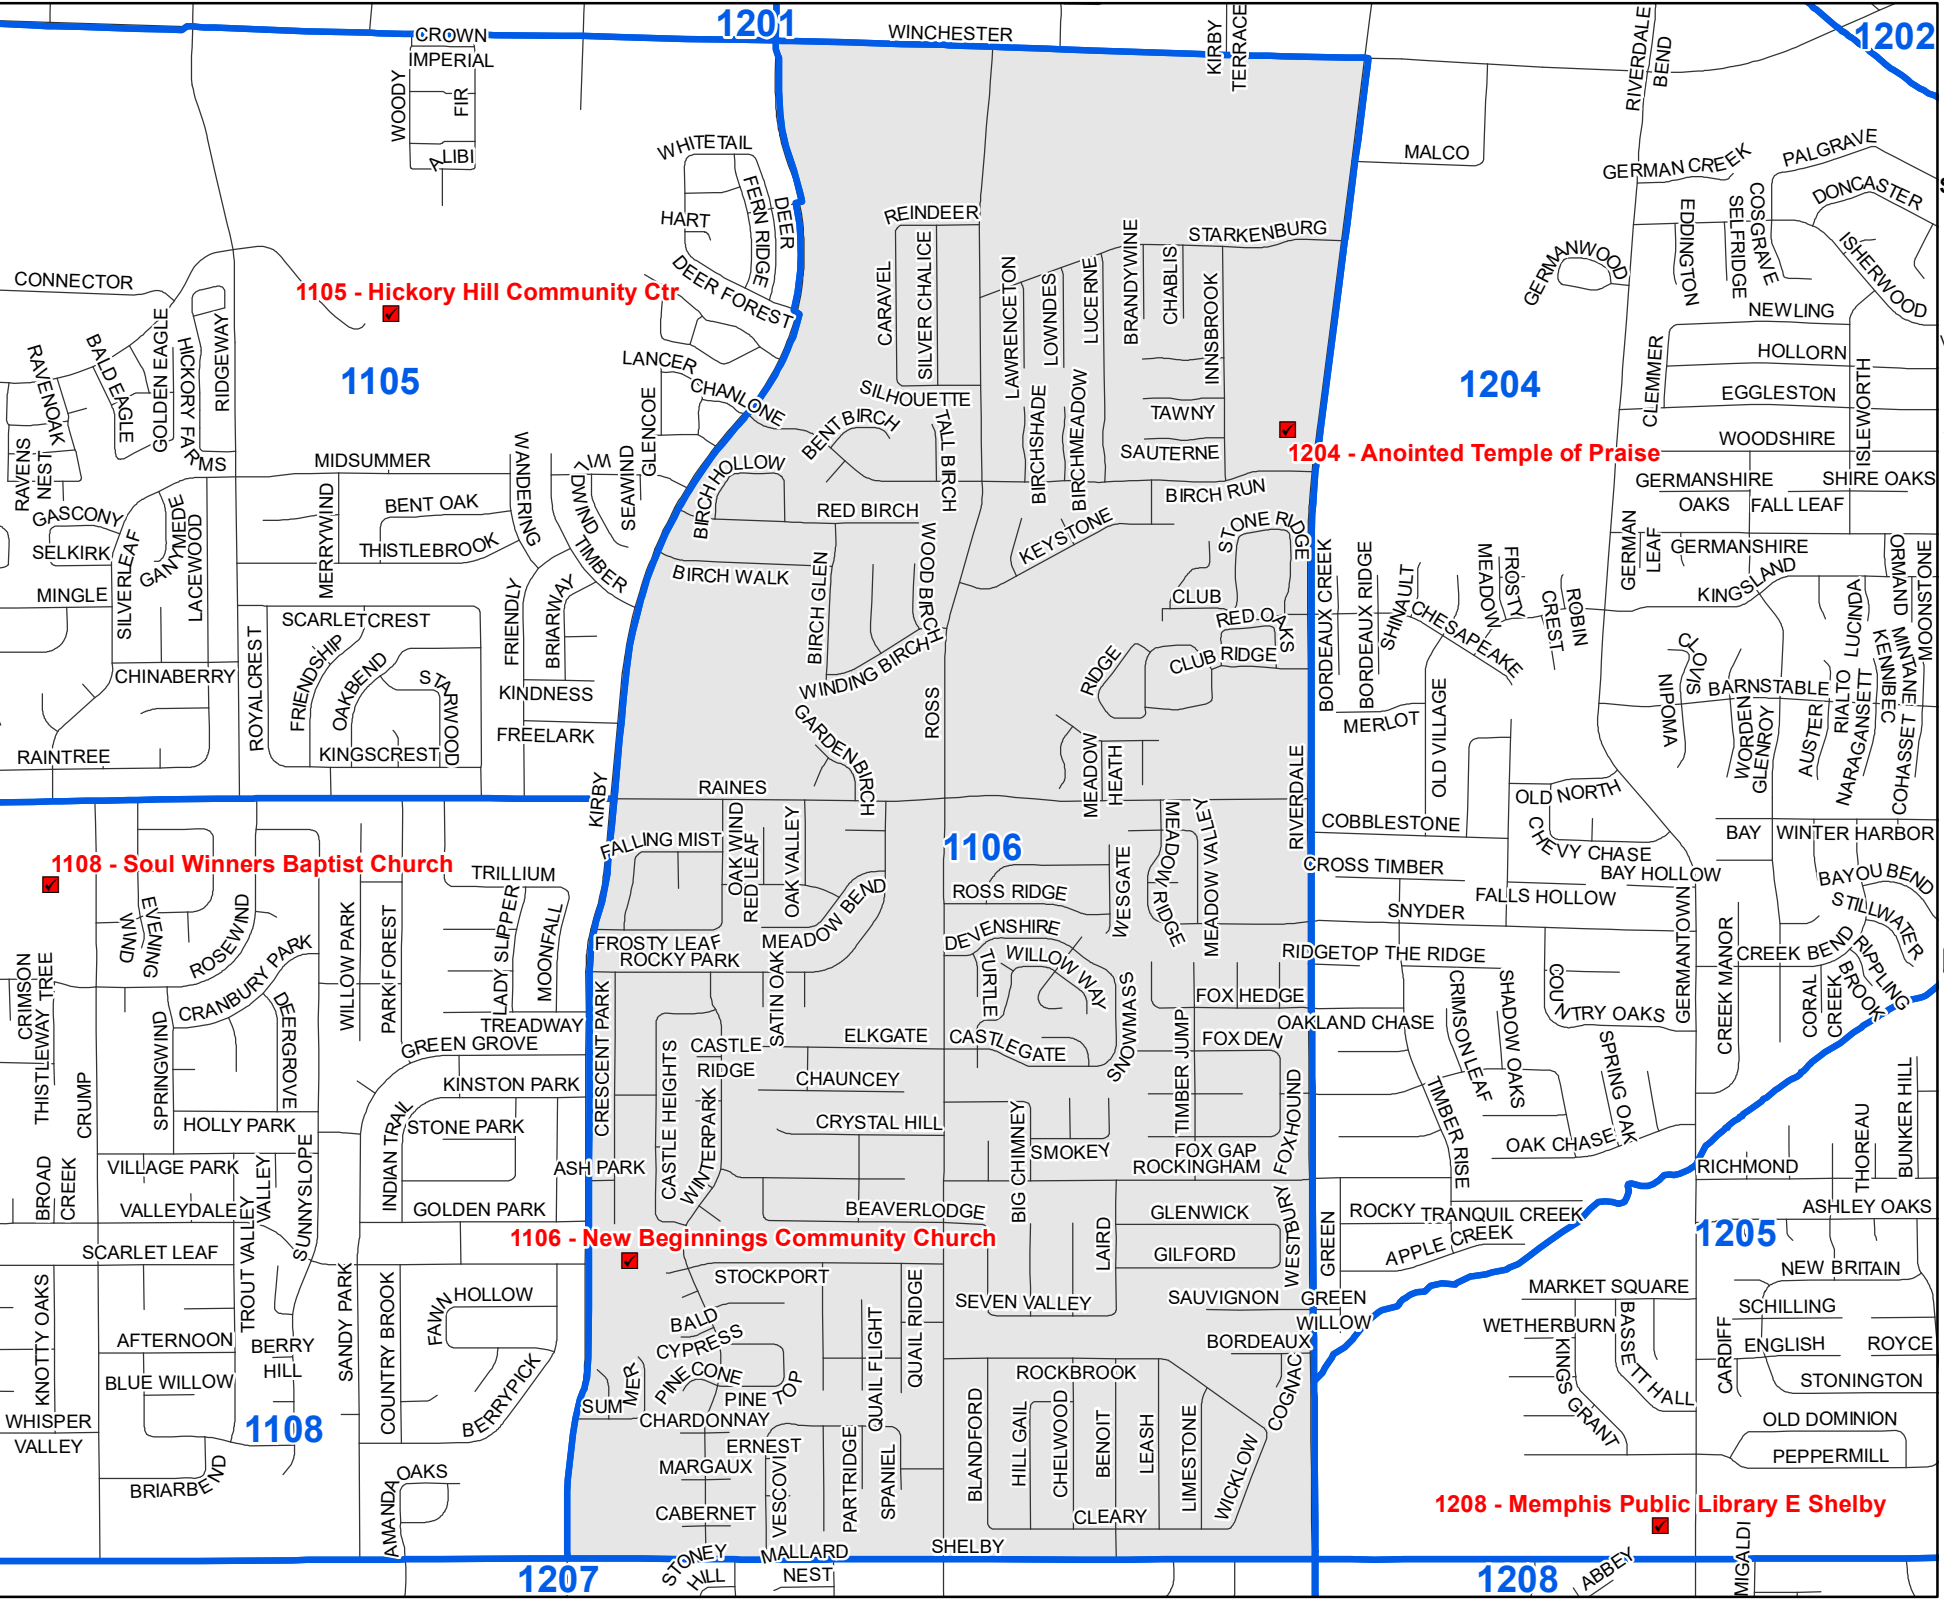 1201
1202
CROWN
WINCHESTER
KIRBY
TERRACE
RIVERDALE
BEND
IMPERIAL
WOODY
FIR
ALIBI
WHITETAIL
FERN RIDGE
DEER
HART
DEER FOREST
MALCO
GERMAN CREEK
PALGRAVE
DONCASTER
COSGRAVE
SELFRIDGE
EDDINGTON
ISHERWOOD
GERMANWOOD
REINDEER
STARKENBURG
CONNECTOR
1105 - Hickory Hill Community Ctr
1105
CARAVEL
SILVER CHALICE
LAWRENCETON
LOWNDES
LUCERNE
BRANDYWINE
CHABLIS
INNSBROOK
NEWLING
HOLLORN
EGGLESTON
WOODSHIRE
CLEMMER
ISLEWORTH
1204
RAVENOAK
BALD EAGLE
GOLDEN EAGLE
HICKORY FARMS
RIDGEWAY
RAVENS
NEST
LANCER
CHANLONE
GLENCOE
SILHOUETTE
BENT BIRCH
TALL BIRCH
BIRCHSHADE
BIRCHMEADOW
TAWNY
SAUTERNE
1204 - Anointed Temple of Praise
MIDSUMMER
WANDERING
WILDWIND
SEAWIND
BIRCH HOLLOW
BIRCH RUN
GERMANSHIRE
OAKS
SHIRE OAKS
FALL LEAF
GASCONY
SELKIRK
MINGLE
SILVERLEAF
GANYMEDE
LACEWOOD
MERRYWIND
BENT OAK
THISTLEBROOK
TIMBER
RED BIRCH
WOOD BIRCH
KEYSTONE
STONE RIDGE
BIRCH WALK
BIRCH GLEN
CLUB
RED OAKS
CLUB RIDGE
RIDGE
BORDEAUX CREEK
BORDEAUX RIDGE
SHINAULT
CHESAPEAKE
MEADOW
FROSTY
CREST
ROBIN
GERMAN
LEAF
GERMANSHIRE
KINGSLAND
ORMAND
MOONSTONE
LUCINDA
MINTAGE
KENNIBEC
CLOVIS
NIPOMA
BARNSTABLE
WORDEN
GLENROY
AUSTER
RIALTO
NARAGANSETT
COHASSET
SCARLETCREST
FRIENDLY
BRIARWAY
ROYALCREST
FRIENDSHIP
OAKBEND
STARWOOD
CHINABERRY
KINDNESS
FREELARK
RAINTREE
KINGSCREST
WINDING BIRCH
GARDENBIRCH
ROSS
MERLOT
OLD VILLAGE
MEADOW
HEATH
RIVERDALE
KIRBY
RAINES
OLD NORTH
COBBLESTONE
CHEVY CHASE
BAY
WINTER HARBOR
1106
FALLING MIST
OAK WIND
RED LEAF
OAK VALLEY
MEADOW RIDGE
MEADOW VALLEY
WESGATE
CROSS TIMBER
BAY HOLLOW
FALLS HOLLOW
BAYOU BEND
STILLWATER
1108 - Soul Winners Baptist Church
TRILLIUM
ROSS RIDGE
SNYDER
EVENING
WIND
ROSEWIND
CRANBURY PARK
WILLOW PARK
PARK FOREST
LADY SLIPPER
MOONFALL
FROSTY LEAF
ROCKY PARK
MEADOW BEND
DEVENSHIRE
WILLOW WAY
TURTLE
SNOWMASS
RIDGETOP THE RIDGE
GERMANTOWN
CREEK MANOR
CREEK BEND
RIPPLING
BROOK
CORAL
CREEK
CRIMSON
THISTLEWAY TREE
CRUMP
SPRINGWIND
DEERGROVE
TREADWAY
GREEN GROVE
KINSTON PARK
INDIAN TRAIL
STONE PARK
CRESCENT PARK
SATIN OAK
CASTLE
RIDGE
CASTLE HEIGHTS
WINTERPARK
ELKGATE
CASTLEGATE
CHAUNCEY
CRYSTAL HILL
FOX HEDGE
FOX DEN
TIMBER JUMP
FOXHOUND
OAKLAND CHASE
CRIMSON LEAF
SHADOW OAKS
COUNTRY OAKS
SPRING OAK
TIMBER RISE
OAK CHASE
HOLLY PARK
VILLAGE PARK
BROAD
CREEK
VALLEYDALE
VALLEY
SUNNYSLOPE
ASH PARK
GOLDEN PARK
BIG CHIMNEY
SMOKEY
FOX GAP
ROCKINGHAM
RICHMOND
THOREAU
BUNKER HILL
BEAVERLODGE
GLENWICK
GILFORD
LAIRD
WESTBURY
GREEN
ROCKY
TRANQUIL CREEK
APPLE CREEK
ASHLEY OAKS
1205
SCARLET LEAF
1106 - New Beginnings Community Church
STOCKPORT
SEVEN VALLEY
SAUVIGNON
GREEN
WILLOW
BORDEAUX
NEW BRITAIN
MARKET SQUARE
SCHILLING
WETHERBURN
BASSETT HALL
KINGS GRANT
CARDIFF
ENGLISH
ROYCE
STONINGTON
KNOTTY OAKS
TROUT VALLEY
AFTERNOON
BERRY
HILL
BLUE WILLOW
SANDY PARK
COUNTRY BROOK
FAWN
HOLLOW
BERRYPICK
BALD
CYPRESS
QUAIL FLIGHT
QUAIL RIDGE
PINE CONE
PINE TOP
SUMMER
CHARDONNAY
ROCKBROOK
COGNAC
WHISPER
VALLEY
1108
BRIARBEND
OAKS
AMANDA
ERNEST
MARGAUX
CABERNET
VESCOVI
PARTRIDGE
SPANIEL
BLANDFORD
HILL GAIL
CHELWOOD
BENOIT
LEASH
LIMESTONE
WICKLOW
CLEARY
OLD DOMINION
PEPPERMILL
1208 - Memphis Public Library E Shelby
SHELBY
1207
STONEY
HILL
MALLARD
NEST
1208
ABBEY
MIGALDI